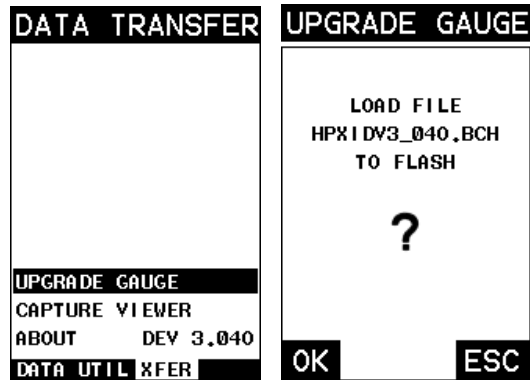 DATA TRANSFER
UPGRADE GAUGE
CAPTURE VIEWER
ABOUT DEV 3.040
DATA UTIL XFER
UPGRADE GAUGE
LOAD FILE
HPXIDV3_040.BCH
TO FLASH
?
OK ESC